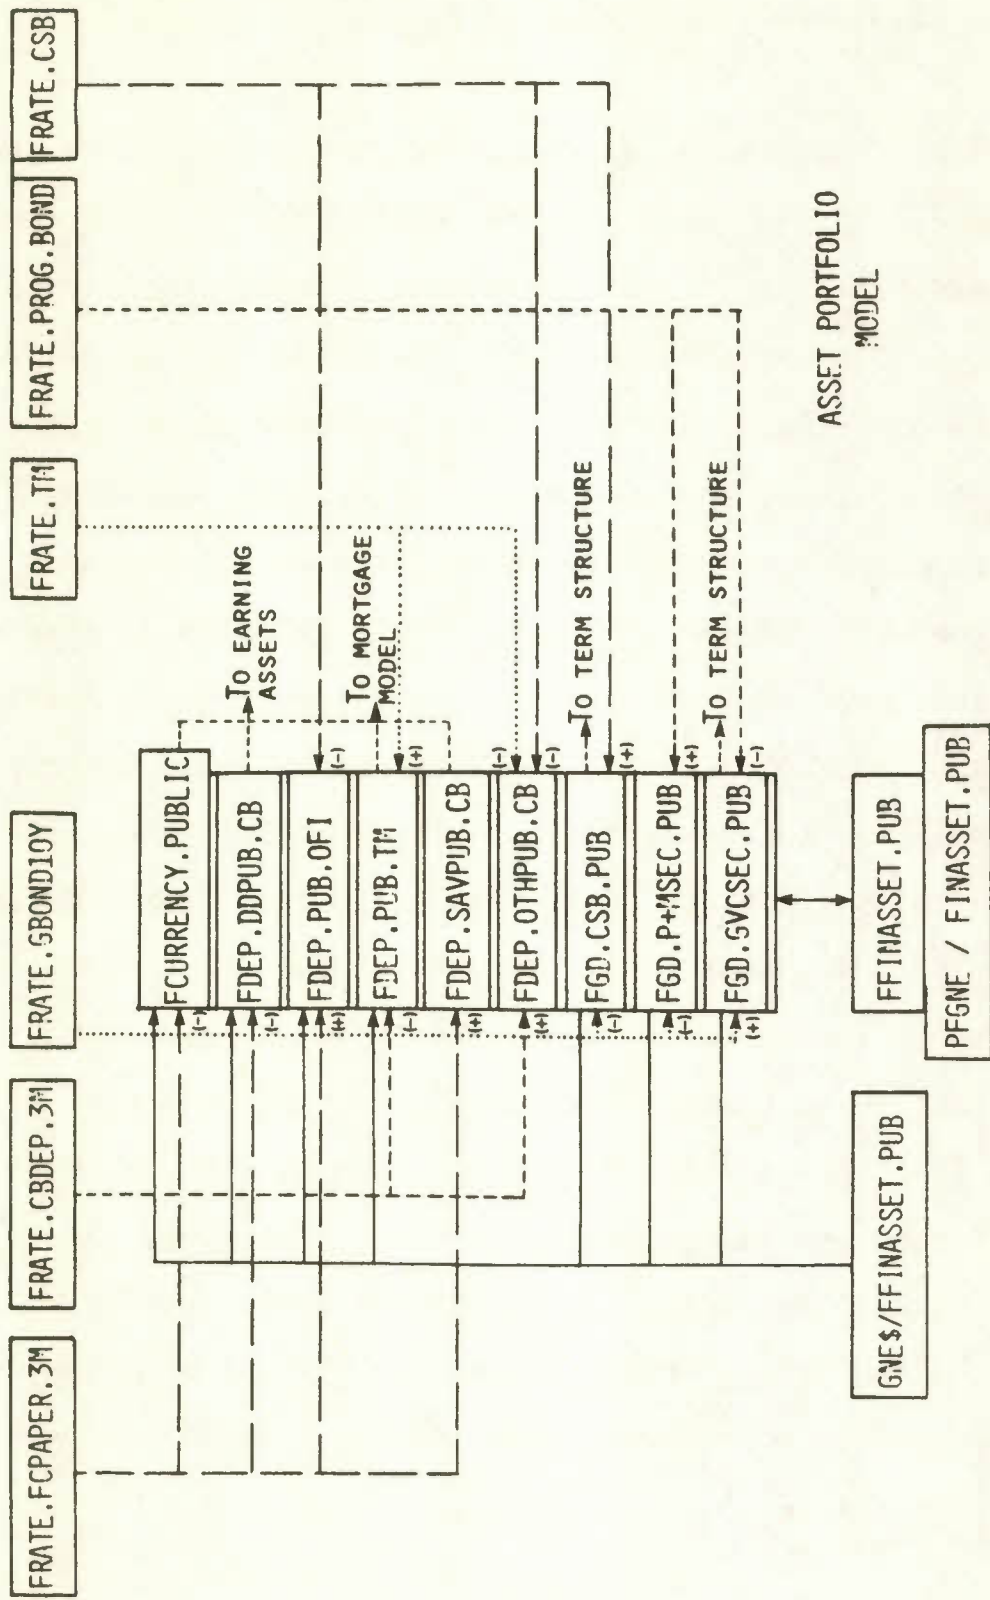 FRATE.FCPAPER.3M
FRATE.CBDEP.3M
FRATE.GBOND10Y
FRATE.TM
FRATE.PROG.BOND
FRATE.CSB
FCURRENCY.PUBLIC
(-)
FDEP.DDPUB.CB
(-)
To EARNING
ASSETS
FDEP.PUB.OFI
(+)
(-)
FDEP.PUB.TM
(-)
(+)
To MORTGAGE
MODEL
FDEP.SAVPUB.CB
(+)
FDEP.OTHPUB.CB
(+)
(-)
(-)
FGD.CSB.PUB
(-)
(+)
To TERM STRUCTURE
FGD.P+MSEC.PUB
(-)
(+)
FGD.GVCSEC.PUB
(+)
(-)
To TERM STRUCTURE
GNE$/FFINASSET.PUB
FFINASSET.PUB
PFGNE / FINASSET.PUB
ASSET PORTFOLIO
MODEL